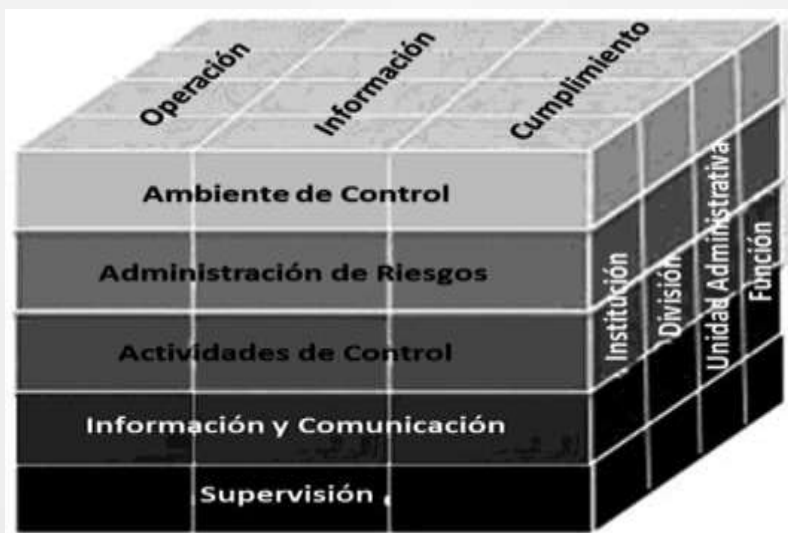 Operación
Información
Cumplimiento
Ambiente de Control
Administración de Riesgos
Actividades de Control
Información y Comunicación
Supervisión
Institución
División
Unidad Administrativa
Función